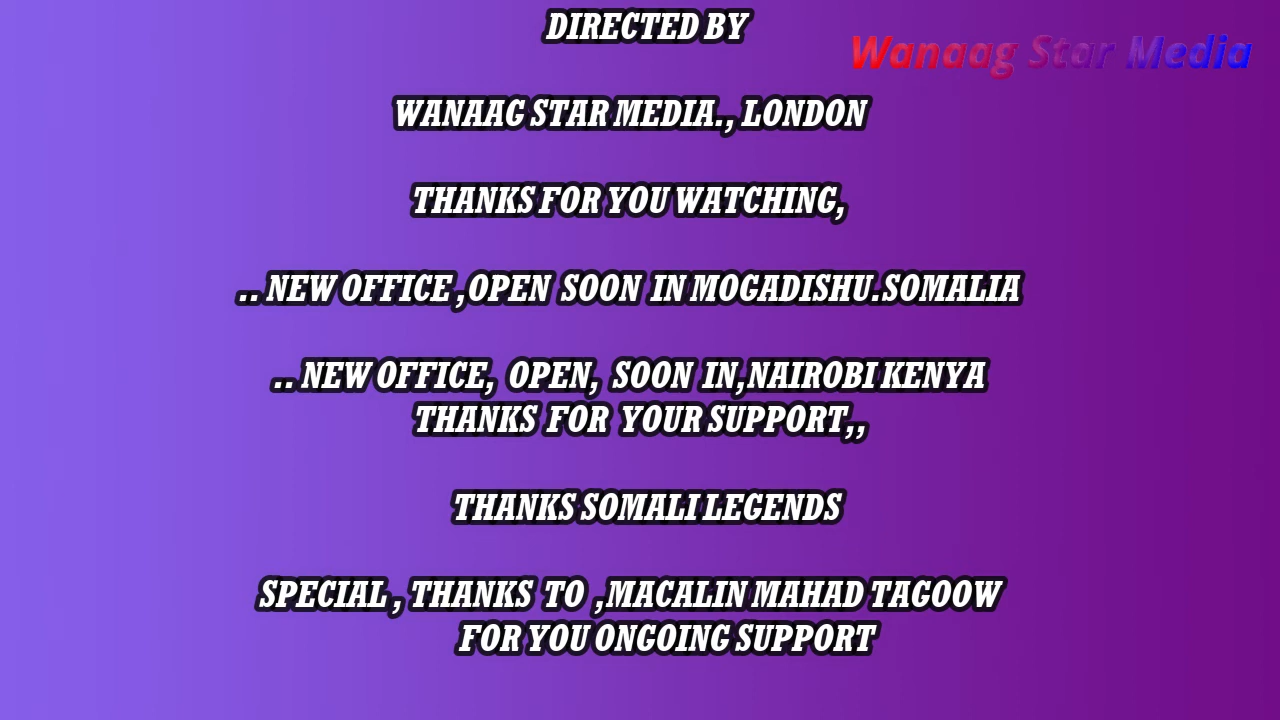 DIRECTED BY
Wanaag Star Media
WANAAG STAR MEDIA., LONDON
THANKS FOR YOU WATCHING,
.. NEW OFFICE ,OPEN SOON IN MOGADISHU.SOMALIA
.. NEW OFFICE, OPEN, SOON IN,NAIROBI KENYA
THANKS FOR YOUR SUPPORT,,
THANKS SOMALI LEGENDS
SPECIAL , THANKS TO ,MACALIN MAHAD TAGOOW
FOR YOU ONGOING SUPPORT